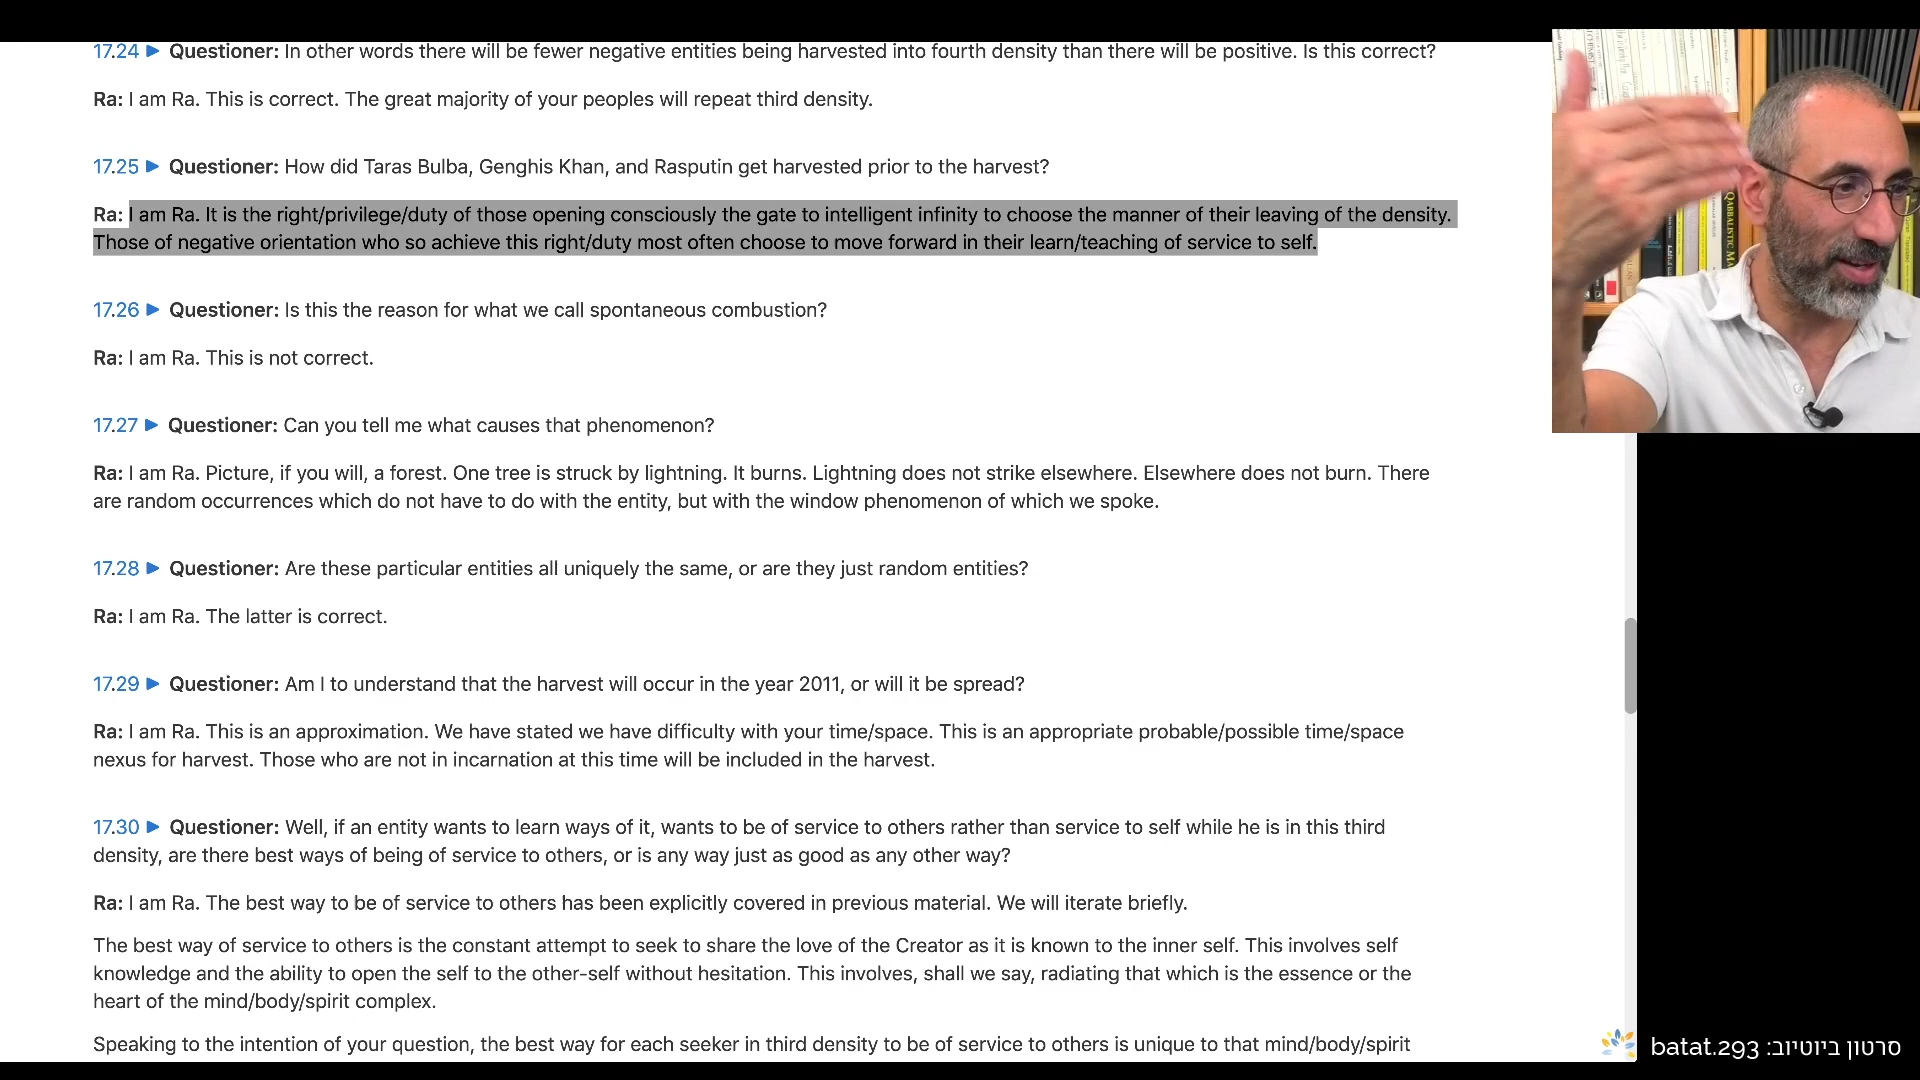 17.24 ▶ Questioner: In other words there will be fewer negative entities being harvested into fourth density than there will be positive. Is this correct?
Ra: I am Ra. This is correct. The great majority of your peoples will repeat third density.
17.25 ▶ Questioner: How did Taras Bulba, Genghis Khan, and Rasputin get harvested prior to the harvest?
Ra: I am Ra. It is the right/privilege/duty of those opening consciously the gate to intelligent infinity to choose the manner of their leaving of the density.
Those of negative orientation who so achieve this right/duty most often choose to move forward in their learn/teaching of service to self.
17.26 ▶ Questioner: Is this the reason for what we call spontaneous combustion?
Ra: I am Ra. This is not correct.
17.27 ▶ Questioner: Can you tell me what causes that phenomenon?
Ra: I am Ra. Picture, if you will, a forest. One tree is struck by lightning. It burns. Lightning does not strike elsewhere. Elsewhere does not burn. There
are random occurrences which do not have to do with the entity, but with the window phenomenon of which we spoke.
17.28 ▶ Questioner: Are these particular entities all uniquely the same, or are they just random entities?
Ra: I am Ra. The latter is correct.
17.29 ▶ Questioner: Am I to understand that the harvest will occur in the year 2011, or will it be spread?
Ra: I am Ra. This is an approximation. We have stated we have difficulty with your time/space. This is an appropriate probable/possible time/space
nexus for harvest. Those who are not in incarnation at this time will be included in the harvest.
17.30 ▶ Questioner: Well, if an entity wants to learn ways of it, wants to be of service to others rather than service to self while he is in this third
density, are there best ways of being of service to others, or is any way just as good as any other way?
Ra: I am Ra. The best way to be of service to others has been explicitly covered in previous material. We will iterate briefly.
The best way of service to others is the constant attempt to seek to share the love of the Creator as it is known to the inner self. This involves self
knowledge and the ability to open the self to the other-self without hesitation. This involves, shall we say, radiating that which is the essence or the
heart of the mind/body/spirit complex.
Speaking to the intention of your question, the best way for each seeker in third density to be of service to others is unique to that mind/body/spirit
סרטון ביוטיוב: batat.293